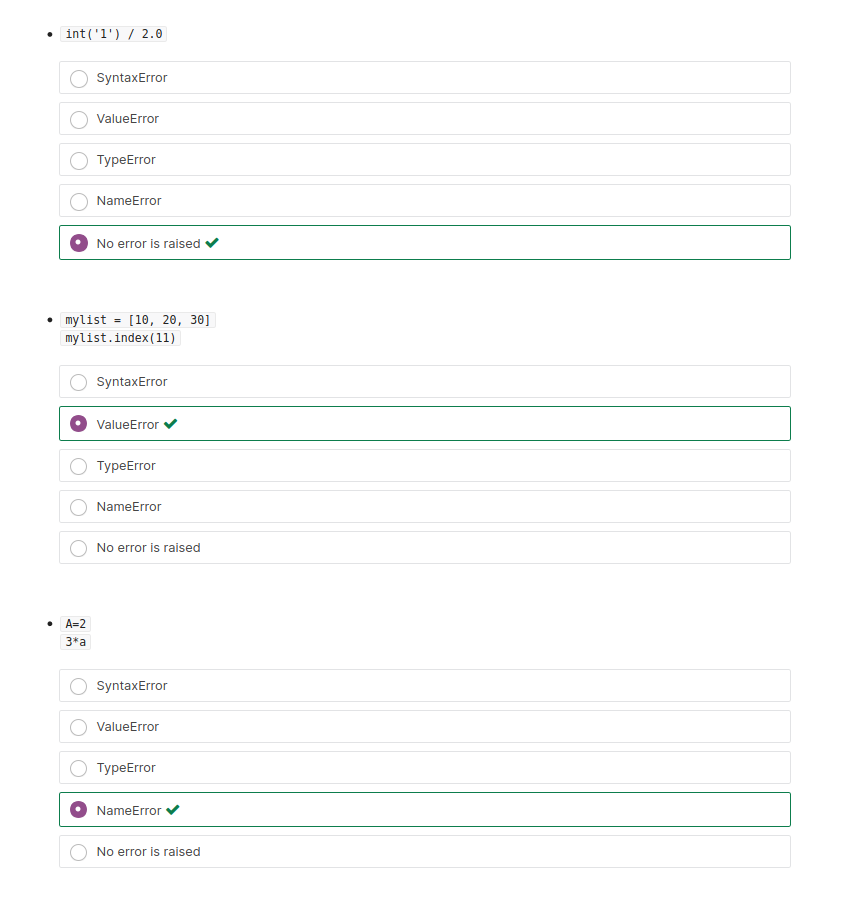 int('1') / 2.0
SyntaxError
ValueError
TypeError
NameError
No error is raised
mylist = [10, 20, 30]
mylist.index(11)
SyntaxError
ValueError
TypeError
NameError
No error is raised
A=2
3*a
SyntaxError
ValueError
TypeError
NameError
No error is raised